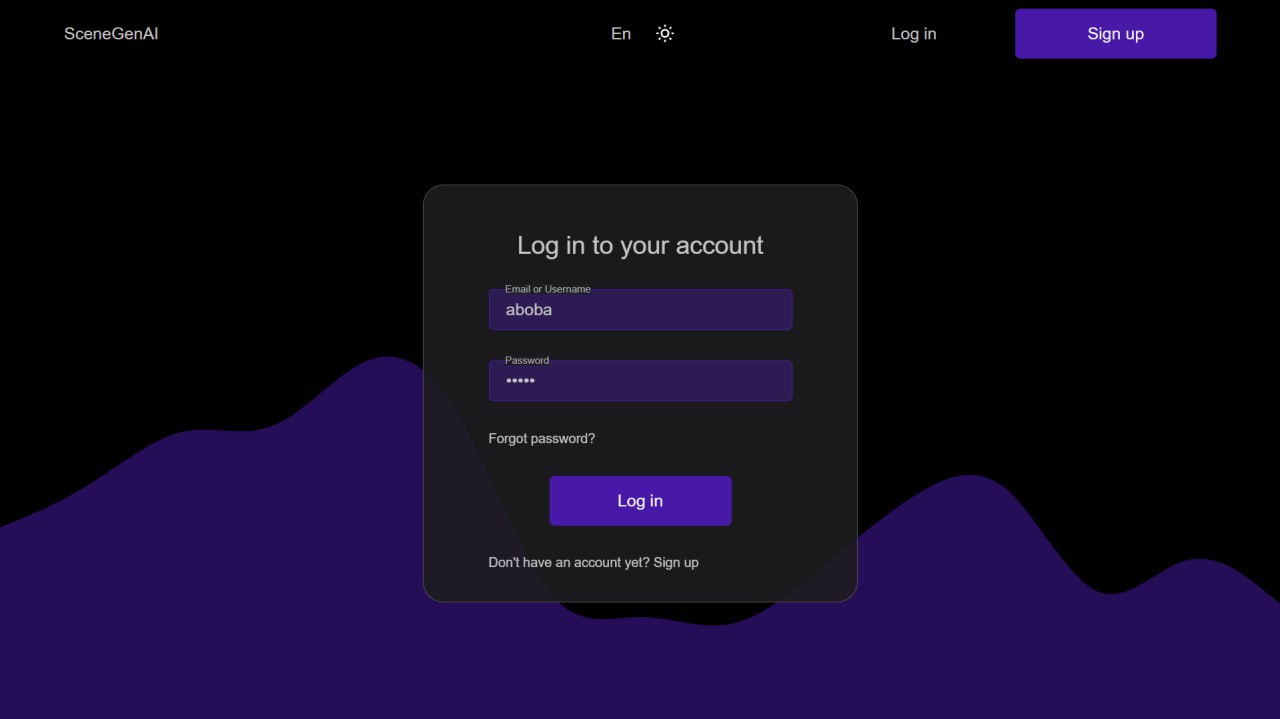 SceneGenAI En Log in Sign up
Log in to your account
Email or Username
aboba
Password
•••••
Forgot password?
Log in
Don't have an account yet? Sign up